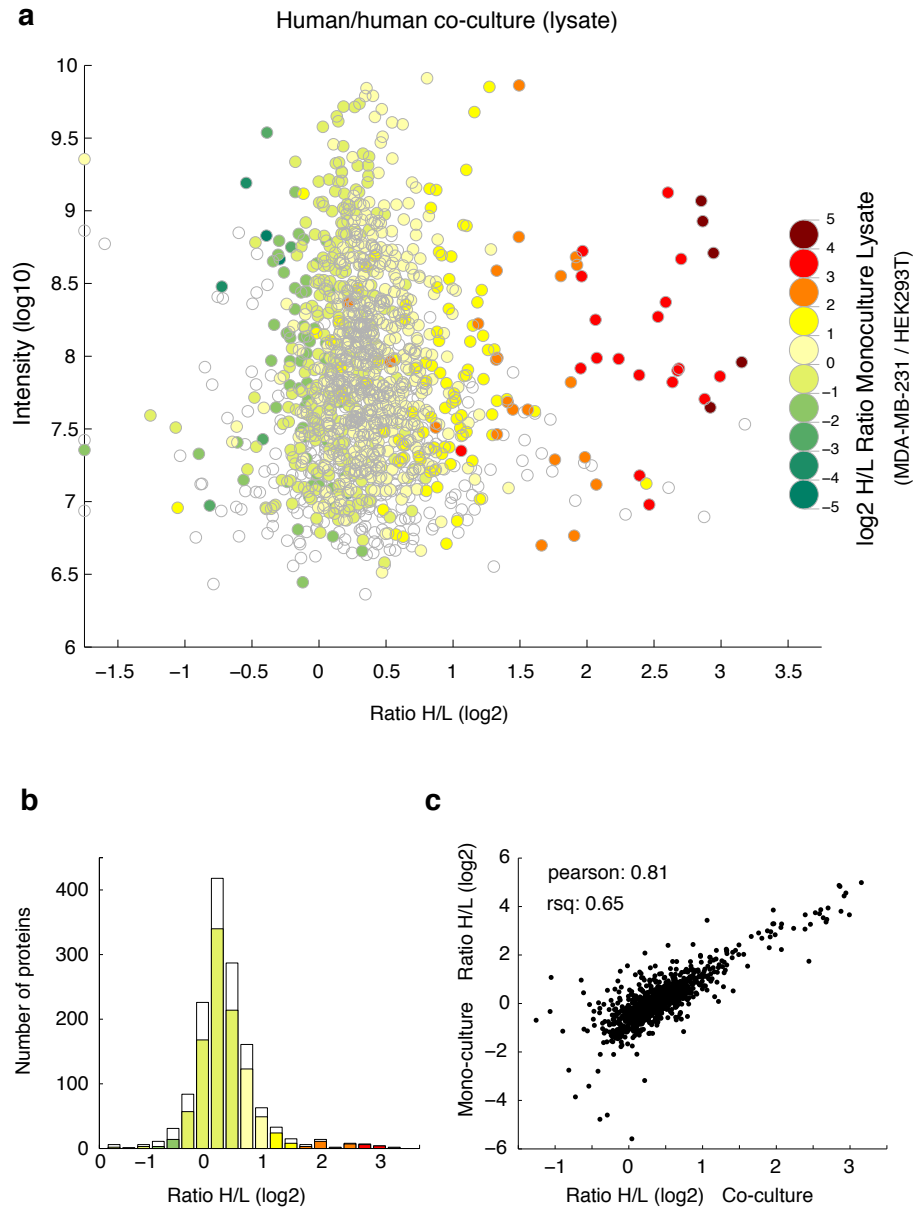 a
Human/human co-culture (lysate)
Intensity (log10)
10
9.5
9
8.5
8
7.5
7
6.5
6
−1.5 −1 −0.5 0 0.5 1 1.5 2 2.5 3 3.5
Ratio H/L (log2)
5
4
3
2
1
0
−1
−2
−3
−4
−5
log2 H/L Ratio Monoculture Lysate
(MDA-MB-231 / HEK293T)
b
Number of proteins
400
300
200
100
0
0 −1 0 1 2 3
Ratio H/L (log2)
c
Mono-culture Ratio H/L (log2)
6
4
2
0
−2
−4
−6
pearson: 0.81
rsq: 0.65
−1 0 1 2 3
Ratio H/L (log2) Co-culture